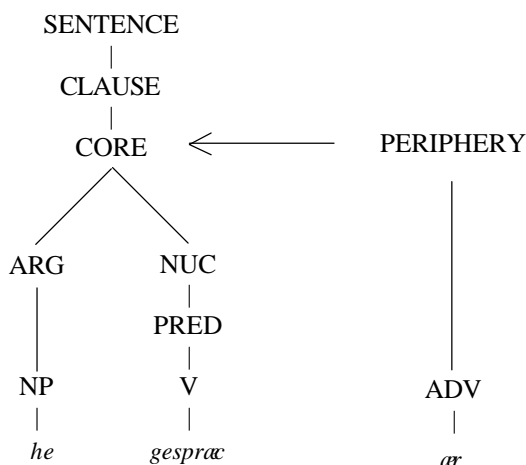 SENTENCE
CLAUSE
CORE PERIPHERY
ARG NUC
PRED
NP V ADV
he gespræc ær